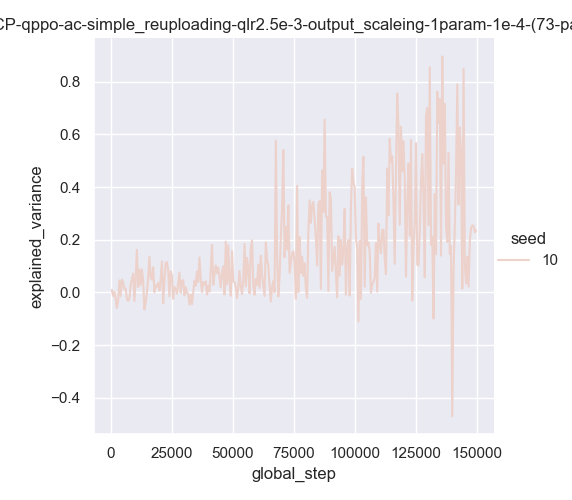 CP-qppo-ac-simple_reuploading-qlr2.5e-3-output_scaleing-1param-1e-4-(73-pa
0.8
0.6
0.4
0.2
0.0
−0.2
−0.4
explained_variance
0 25000 50000 75000 100000 125000 150000
global_step
seed
10